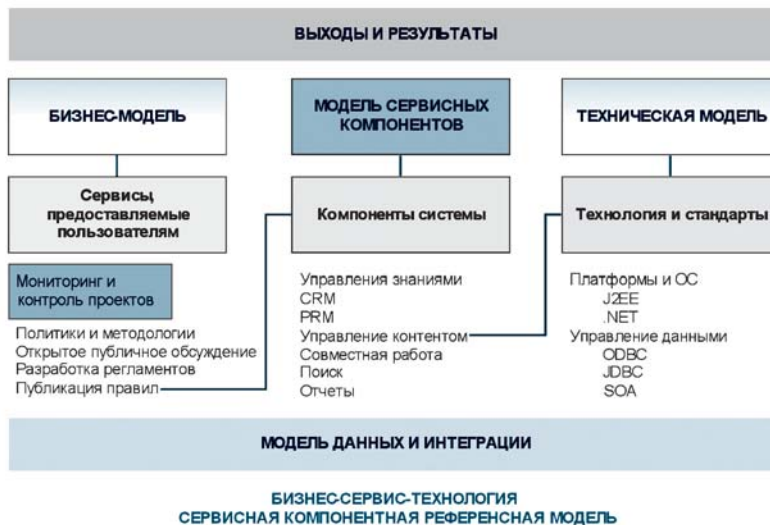 ВЫХОДЫ И РЕЗУЛЬТАТЫ
БИЗНЕС-МОДЕЛЬ
Сервисы,
предоставляемые
пользователям
Мониторинг и
контроль проектов
Политики и методологии
Открытое публичное обсуждение
Разработка регламентов
Публикация правил
МОДЕЛЬ СЕРВИСНЫХ
КОМПОНЕНТОВ
Компоненты системы
Управления знаниями
CRM
PRM
Управление контентом
Совместная работа
Поиск
Отчеты
ТЕХНИЧЕСКАЯ МОДЕЛЬ
Технология и стандарты
Платформы и ОС
J2EE
.NET
Управление данными
ODBC
JDBC
SOA
МОДЕЛЬ ДАННЫХ И ИНТЕГРАЦИИ
БИЗНЕС-СЕРВИС-ТЕХНОЛОГИЯ
СЕРВИСНАЯ КОМПОНЕНТНАЯ РЕФЕРЕНСНАЯ МОДЕЛЬ